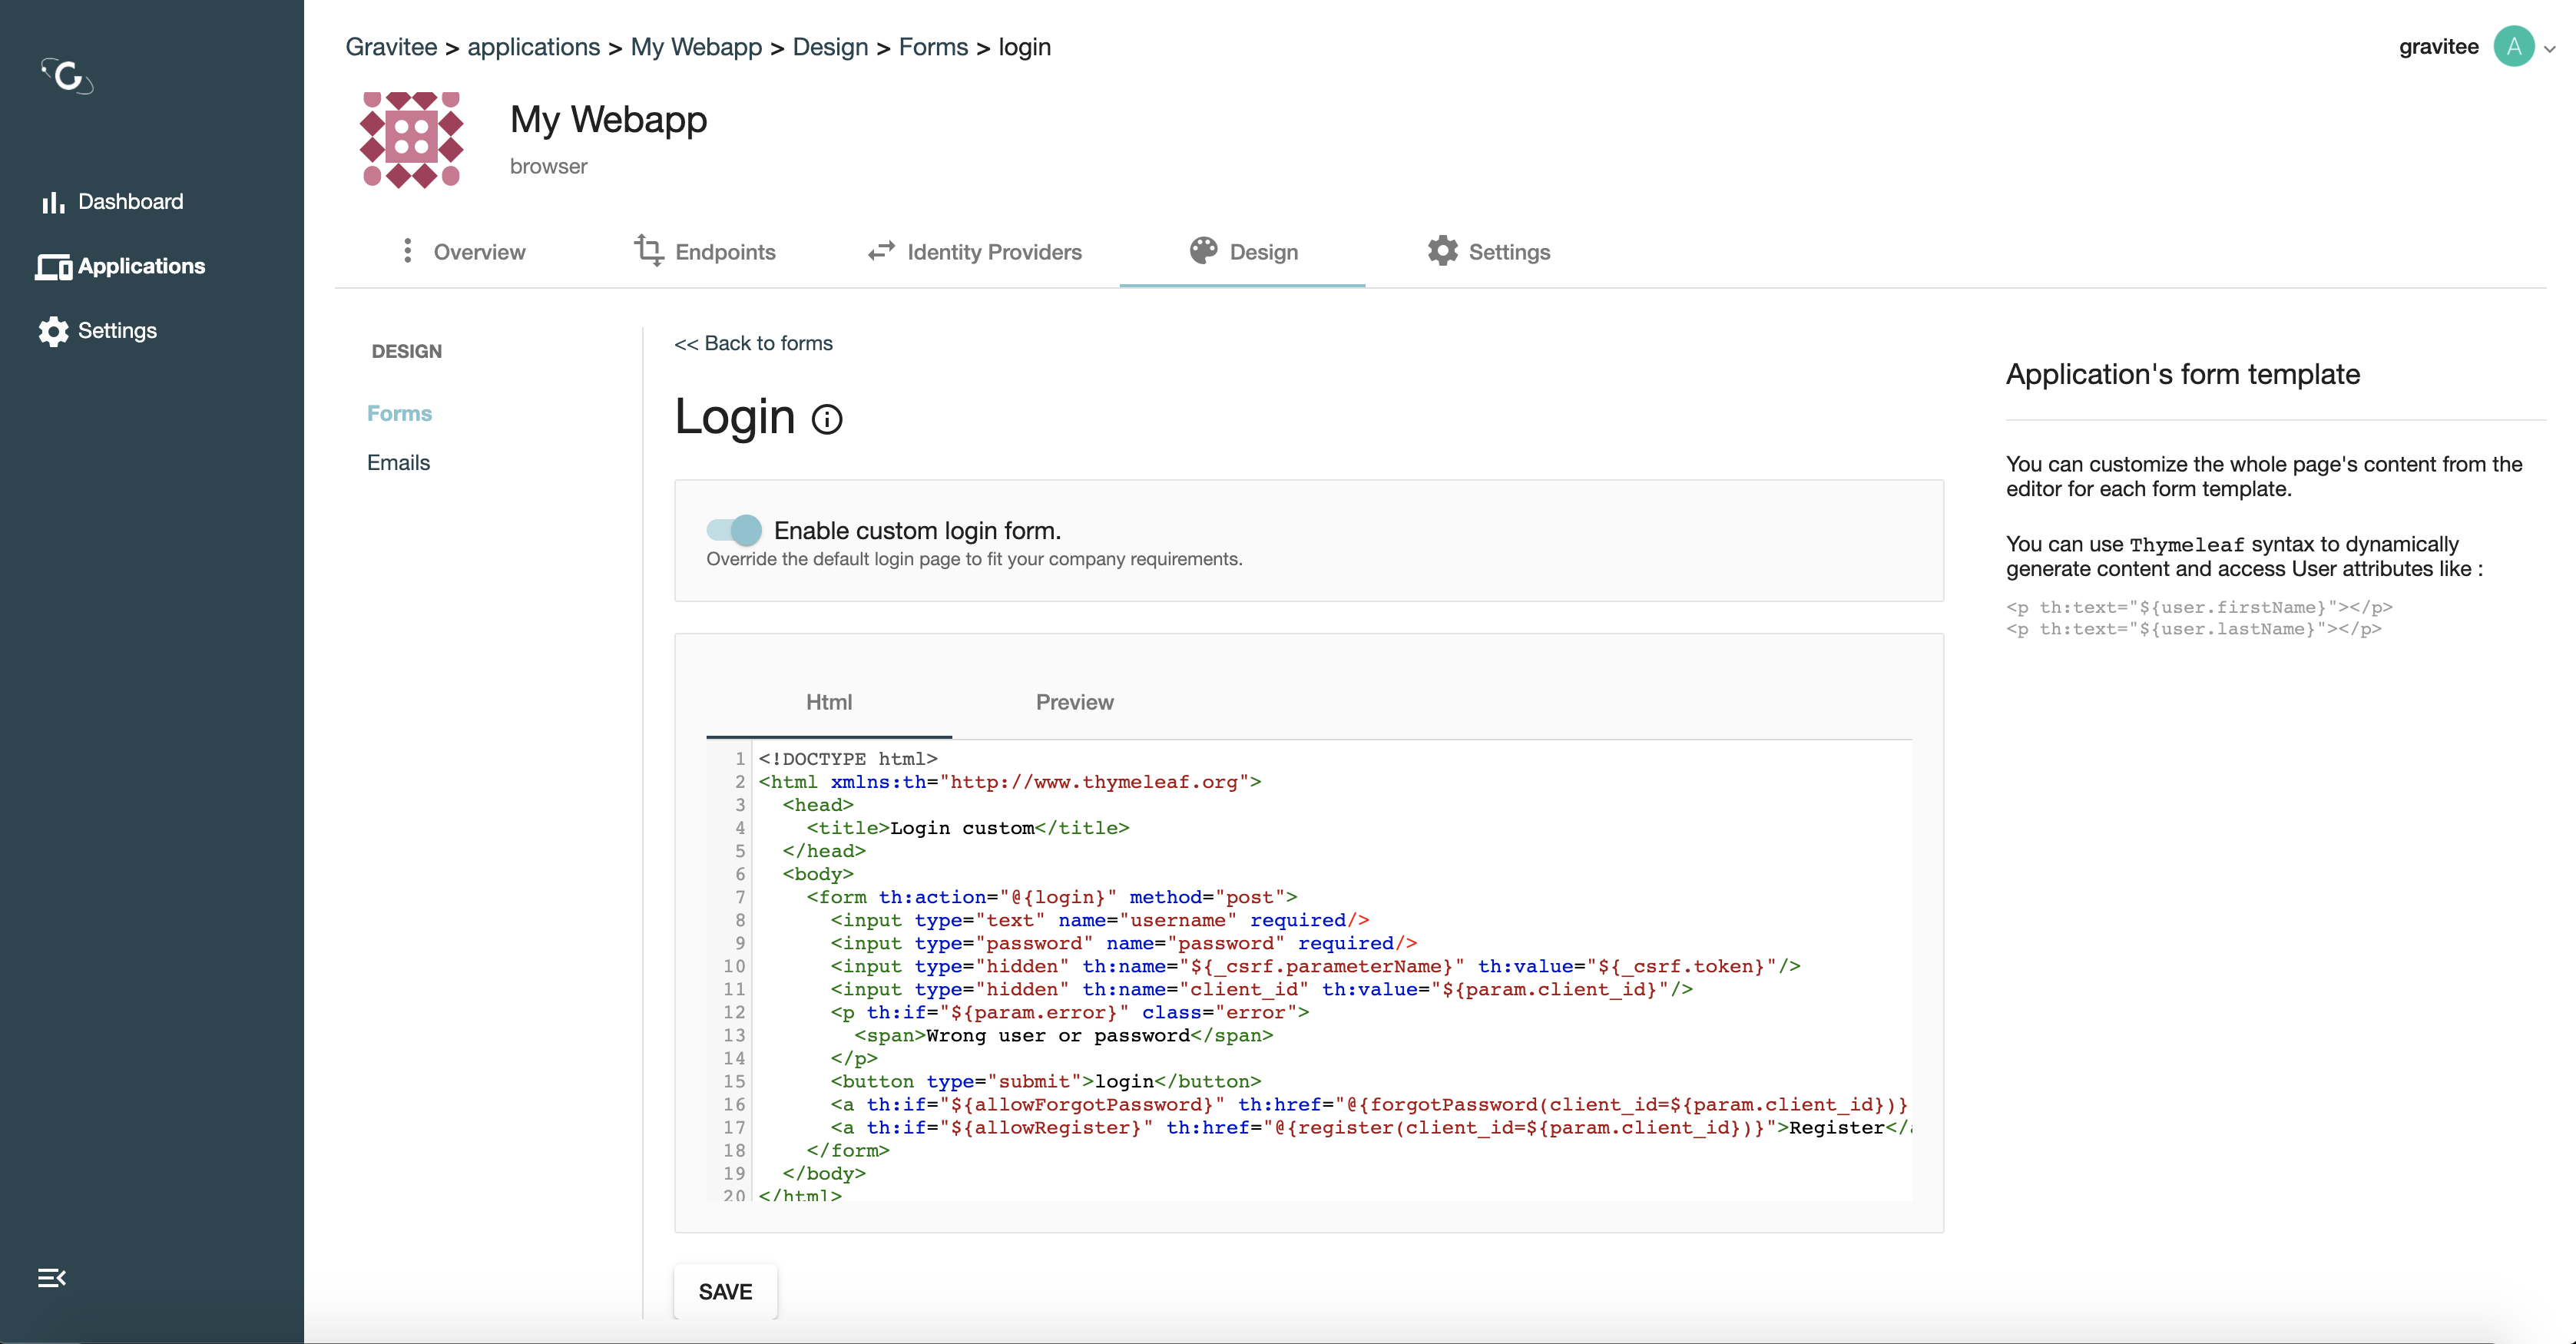 Gravitee > applications > My Webapp > Design > Forms > login
gravitee A
My Webapp
browser
Dashboard
Applications
Settings
Overview
Endpoints
Identity Providers
Design
Settings
DESIGN
Forms
Emails
<< Back to forms
Login
Enable custom login form.
Override the default login page to fit your company requirements.
Html
Preview
1 <!DOCTYPE html>
2 <html xmlns:th="http://www.thymeleaf.org">
3 <head>
4 <title>Login custom</title>
5 </head>
6 <body>
7 <form th:action="@{login}" method="post">
8 <input type="text" name="username" required/>
9 <input type="password" name="password" required/>
10 <input type="hidden" th:name="${_csrf.parameterName}" th:value="${_csrf.token}"/>
11 <input type="hidden" th:name="client_id" th:value="${param.client_id}"/>
12 <p th:if="${param.error}" class="error">
13 <span>Wrong user or password</span>
14 </p>
15 <button type="submit">login</button>
16 <a th:if="${allowForgotPassword}" th:href="@{forgotPassword(client_id=${param.client_id})}
17 <a th:if="${allowRegister}" th:href="@{register(client_id=${param.client_id})}">Register</
18 </form>
19 </body>
20 </html>
SAVE
Application's form template
You can customize the whole page's content from the
editor for each form template.
You can use Thymeleaf syntax to dynamically
generate content and access User attributes like :
<p th:text="${user.firstName}"></p>
<p th:text="${user.lastName}"></p>